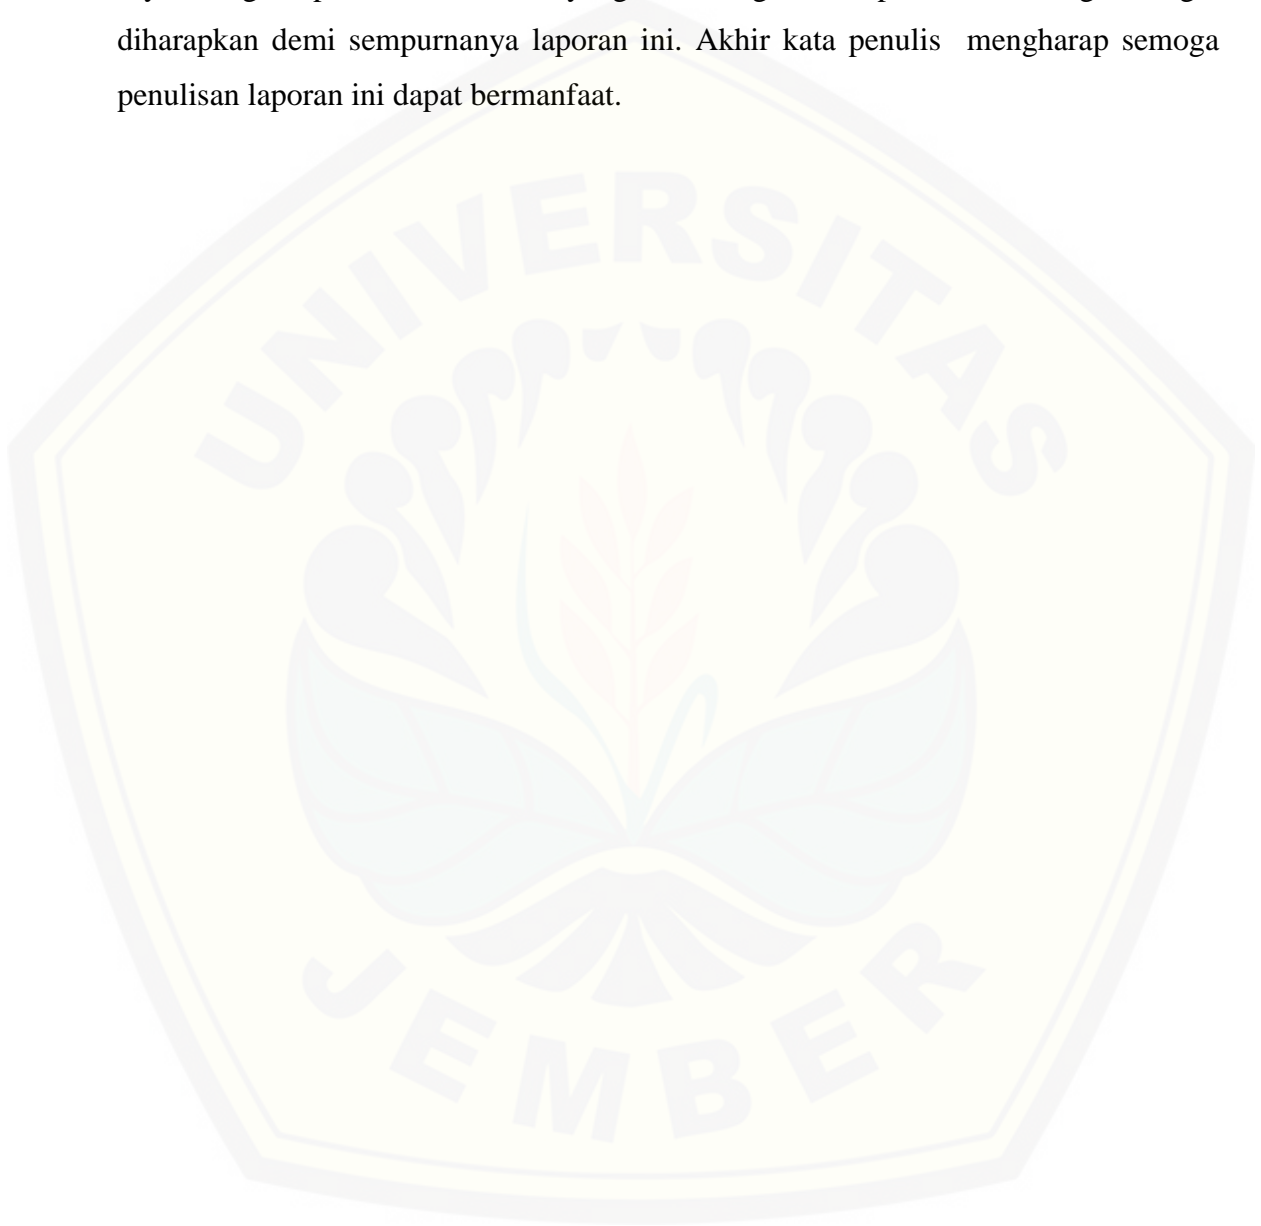 diharapkan demi sempurnanya laporan ini. Akhir kata penulis mengharap semoga
penulisan laporan ini dapat bermanfaat.
UNIVERSITAS
JEMBER